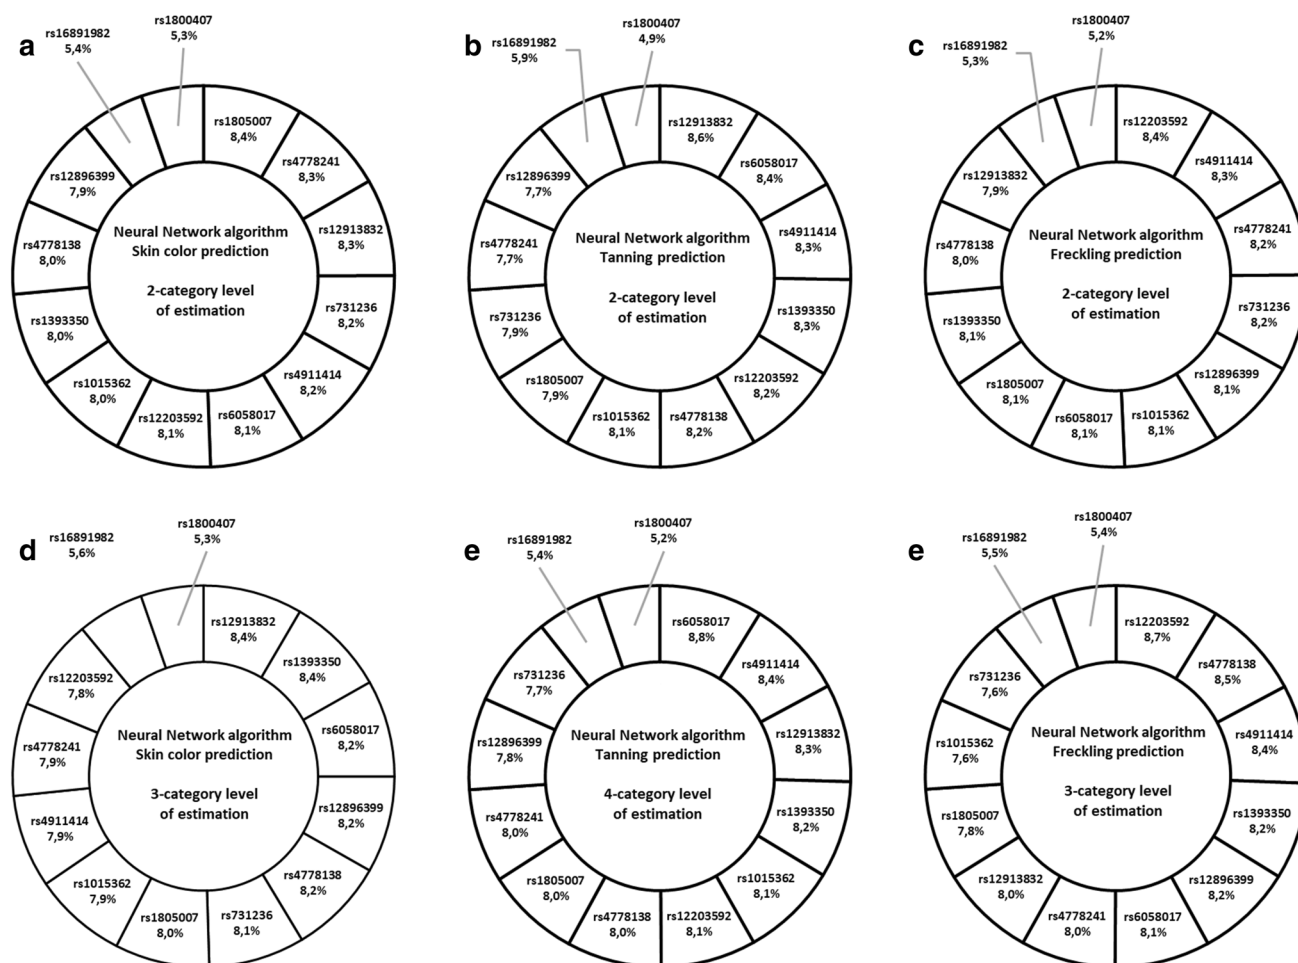 a
rs16891982
5,4%
rs1800407
5,3%
rs1805007
8,4%
rs4778241
8,3%
rs12913832
8,3%
rs731236
8,2%
rs4911414
8,2%
rs6058017
8,1%
rs12203592
8,1%
rs1015362
8,0%
rs1393350
8,0%
rs4778138
8,0%
rs12896399
7,9%
Neural Network algorithm
Skin color prediction
2-category level
of estimation
b
rs16891982
5,9%
rs1800407
4,9%
rs12913832
8,6%
rs6058017
8,4%
rs4911414
8,3%
rs1393350
8,3%
rs12203592
8,2%
rs4778138
8,2%
rs1015362
8,1%
rs1805007
7,9%
rs731236
7,9%
rs4778241
7,7%
rs12896399
7,7%
Neural Network algorithm
Tanning prediction
2-category level
of estimation
c
rs16891982
5,3%
rs1800407
5,2%
rs12203592
8,4%
rs4911414
8,3%
rs4778241
8,2%
rs731236
8,2%
rs12896399
8,1%
rs1015362
8,1%
rs6058017
8,1%
rs1805007
8,1%
rs1393350
8,1%
rs4778138
8,0%
rs12913832
7,9%
Neural Network algorithm
Freckling prediction
2-category level
of estimation
d
rs16891982
5,6%
rs1800407
5,3%
rs12913832
8,4%
rs1393350
8,4%
rs6058017
8,2%
rs12896399
8,2%
rs4778138
8,2%
rs731236
8,1%
rs1805007
8,0%
rs1015362
7,9%
rs4911414
7,9%
rs4778241
7,9%
rs12203592
7,8%
Neural Network algorithm
Skin color prediction
3-category level
of estimation
e
rs16891982
5,4%
rs1800407
5,2%
rs6058017
8,8%
rs4911414
8,4%
rs12913832
8,3%
rs1393350
8,2%
rs1015362
8,1%
rs12203592
8,1%
rs4778138
8,0%
rs1805007
8,0%
rs4778241
8,0%
rs12896399
7,8%
rs731236
7,7%
Neural Network algorithm
Tanning prediction
4-category level
of estimation
e
rs16891982
5,5%
rs1800407
5,4%
rs12203592
8,7%
rs4778138
8,5%
rs4911414
8,4%
rs1393350
8,2%
rs12896399
8,2%
rs6058017
8,1%
rs4778241
8,0%
rs12913832
8,0%
rs1805007
7,8%
rs1015362
7,6%
rs731236
7,6%
Neural Network algorithm
Freckling prediction
3-category level
of estimation